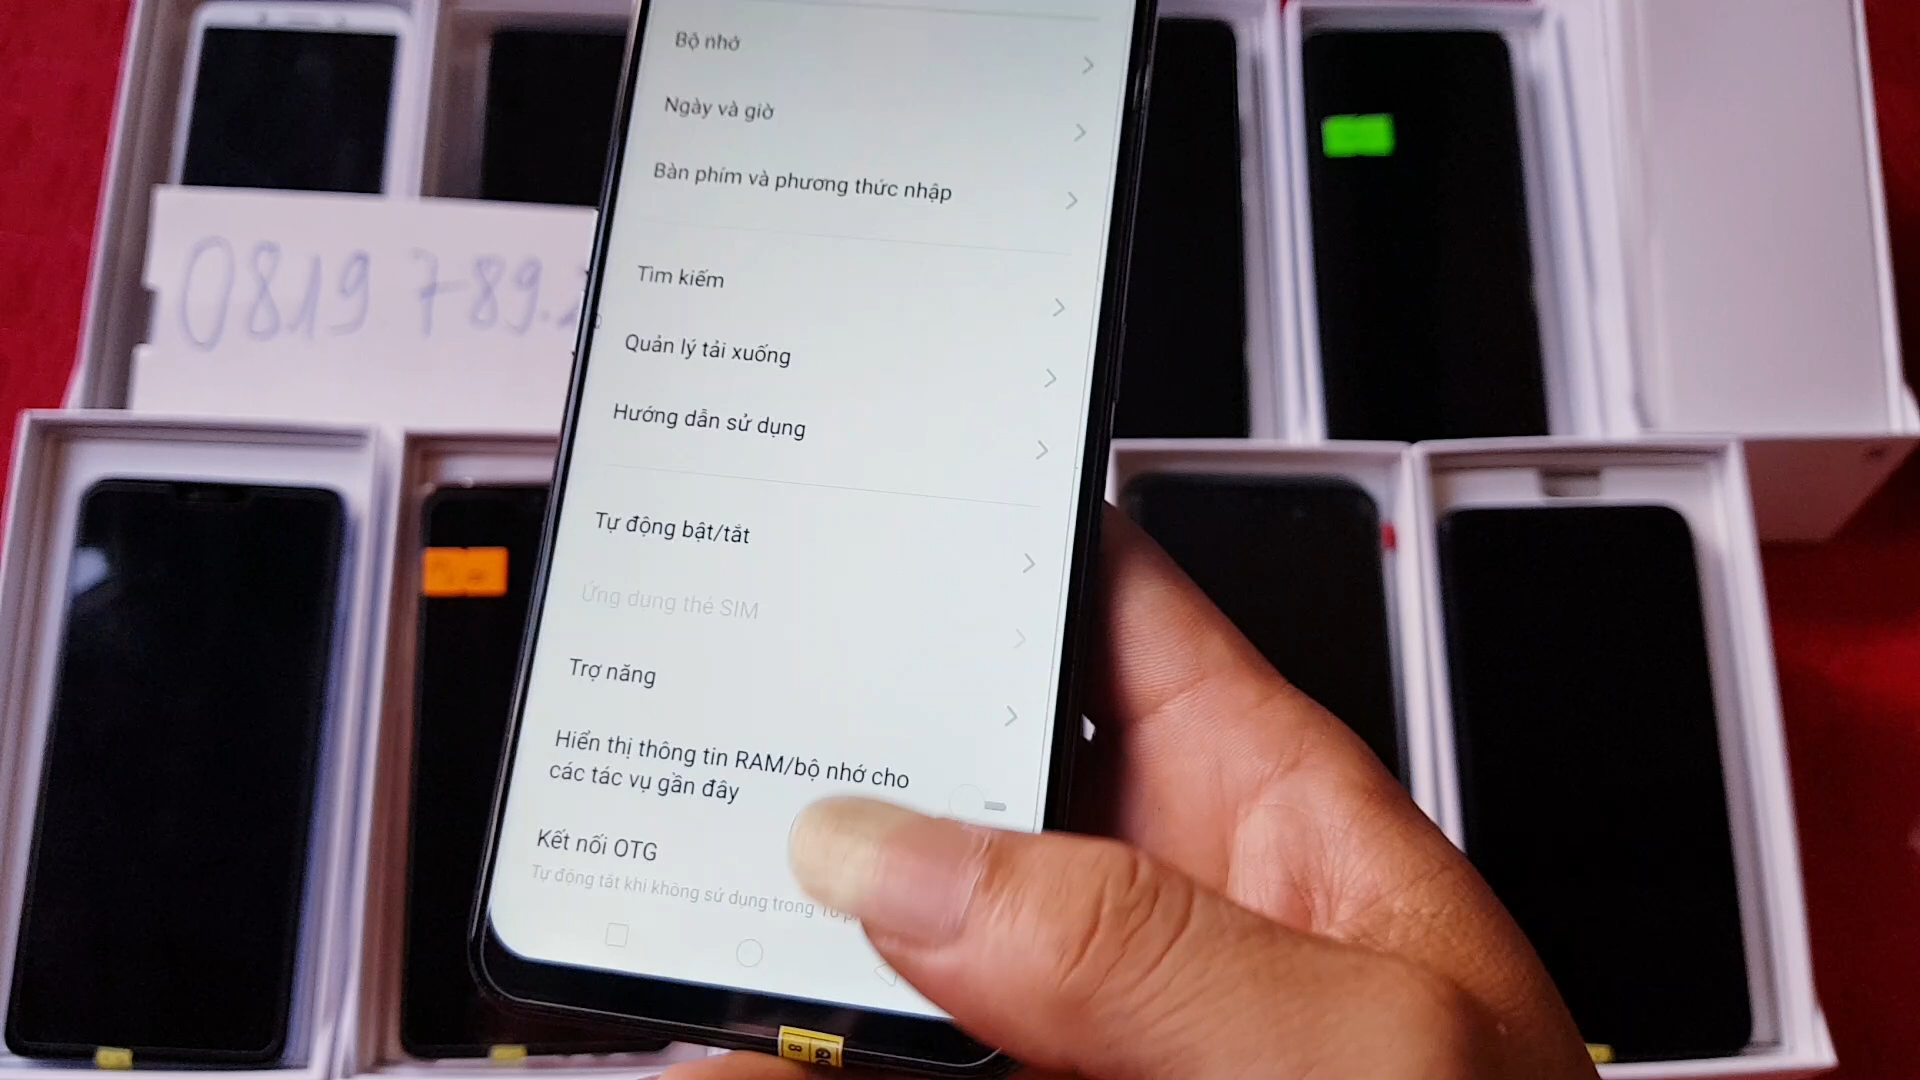 Bộ nhớ
Ngày và giờ
Bàn phím và phương thức nhập
0819.789.
Tìm kiếm
Quản lý tải xuống
Hướng dẫn sử dụng
Tự động bật/tắt
Ứng dụng thẻ SIM
Trợ năng
Hiển thị thông tin RAM/bộ nhớ cho
các tác vụ gần đây
Kết nối OTG
Tự động tắt khi không sử dụng trong 10